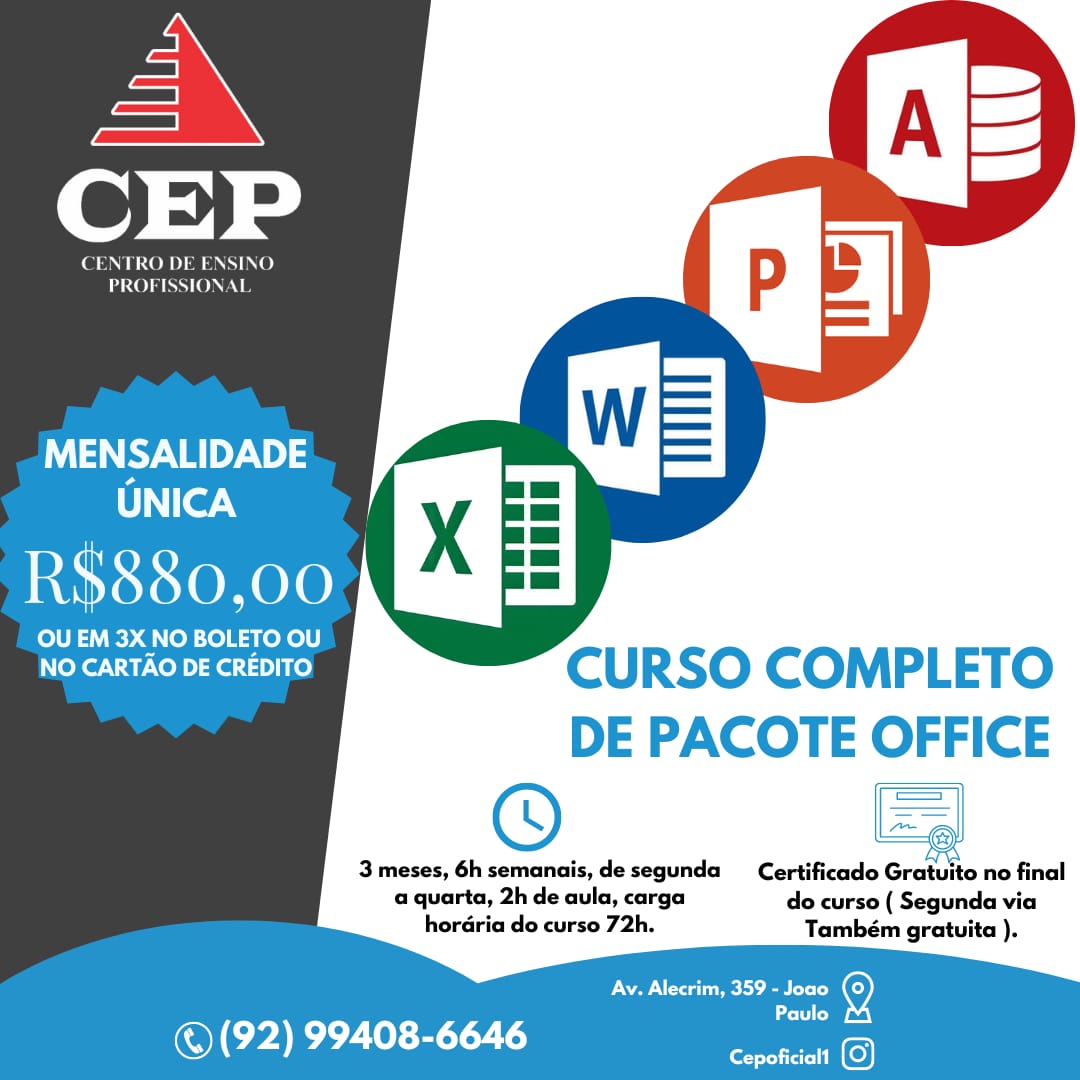 CEP
CENTRO DE ENSINO
PROFISSIONAL
A
P
W
X
MENSALIDADE
ÚNICA
R$880,00
OU EM 3X NO BOLETO OU
NO CARTÃO DE CRÉDITO
CURSO COMPLETO
DE PACOTE OFFICE
3 meses, 6h semanais, de segunda
a quarta, 2h de aula, carga
horária do curso 72h.
Certificado Gratuito no final
do curso ( Segunda via
Também gratuita ).
(92) 99408-6646
Av. Alecrim, 359 - Joao
Paulo
Cepoficial1